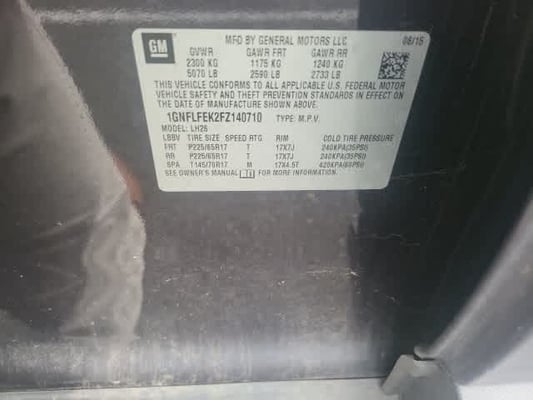 GM
MFD BY GENERAL MOTORS LLC 08/15
GVWR GAWR FRT GAWR RR
2300 KG 1175 KG 1240 KG
5070 LB 2590 LB 2733 LB
THIS VEHICLE CONFORMS TO ALL APPLICABLE U.S. FEDERAL MOTOR
VEHICLE SAFETY AND THEFT PREVENTION STANDARDS IN EFFECT ON
THE DATE OF MANUFACTURE SHOWN ABOVE.
1GNFLFEK2FZ140710 TYPE: M.P.V.
MODEL: LH26
LBBV TIRE SIZE SPEED RTG RIM COLD TIRE PRESSURE
FRT P225/65R17 T 17X7J 240KPA(35PSI)
RR P225/65R17 T 17X7J 240KPA(35PSI)
SPA T145/70R17 M 17X4.5T 420KPA(60PSI)
SEE OWNER'S MANUAL FOR MORE INFORMATION.